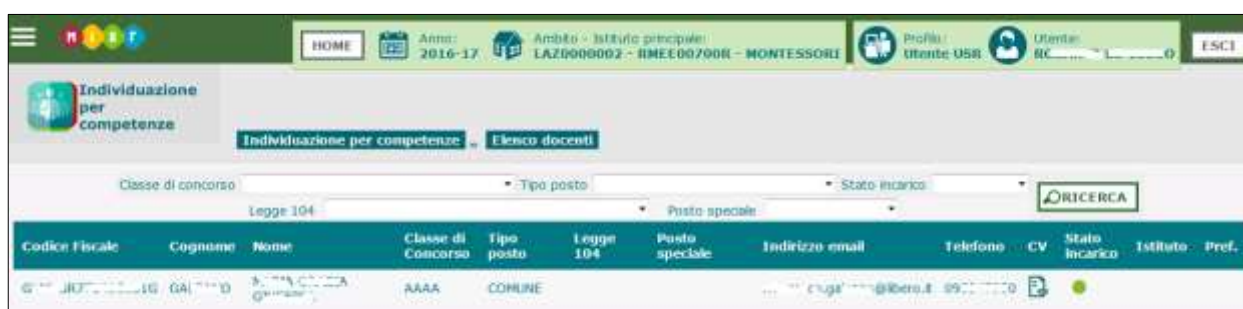 MIUR
HOME
Anno:
2016-17
Ambito - Istituto principale:
LAZ0000002 - RMEE00700R - MONTESSORI
Profilo:
Utente USR
Utente:
ESCI
Individuazione
per
competenze
Individuazione per competenze
Elenco docenti
Classe di concorso Tipo posto Stato incarico
RICERCA
Legge 104 Posto speciale
Codice Fiscale Cognome Nome Classe di Concorso Tipo posto Legge 104 Posto speciale Indirizzo email Telefono CV Stato incarico Istituto Pref.
AAAA COMUNE @libero.it